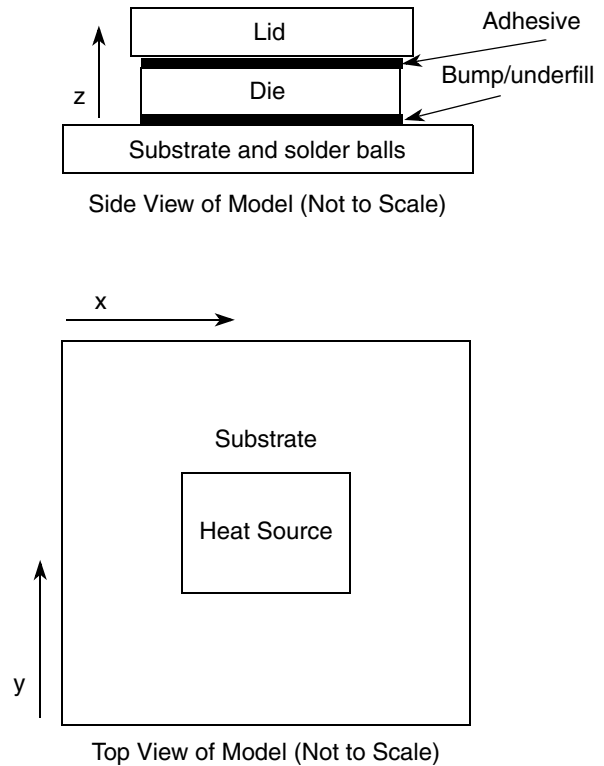 Lid
Adhesive
Bump/underfill
z
Die
Substrate and solder balls
Side View of Model (Not to Scale)
x
Substrate
Heat Source
y
Top View of Model (Not to Scale)